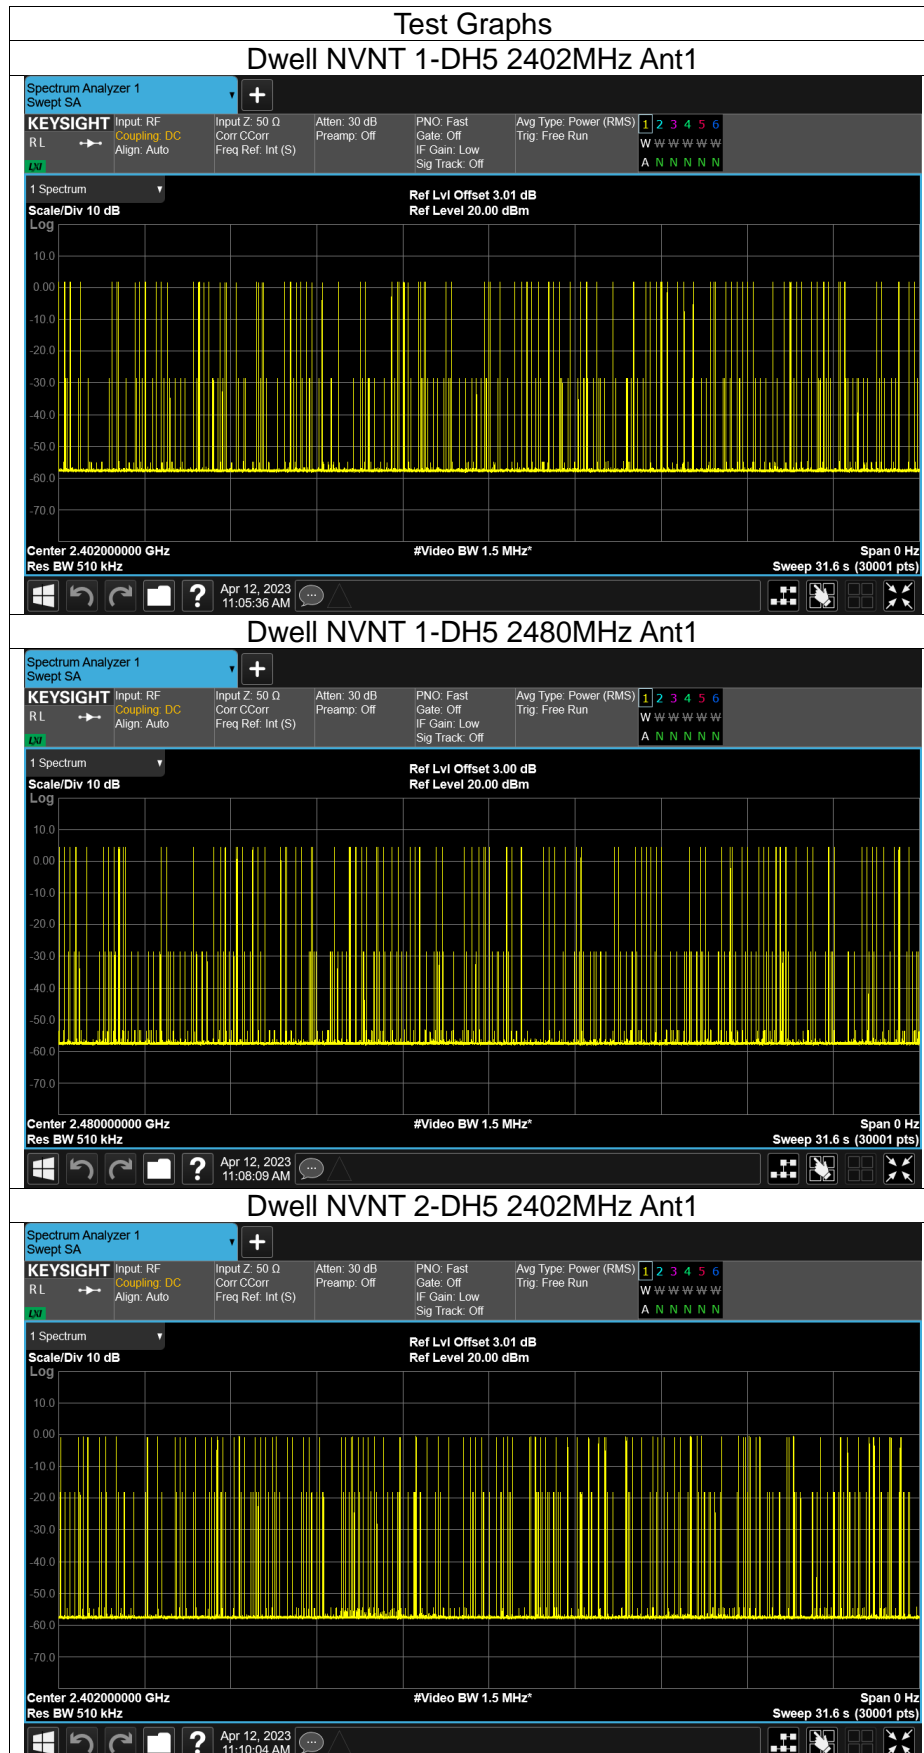 Test Graphs
Dwell NVNT 1-DH5 2402MHz Ant1
Spectrum Analyzer 1
Swept SA
KEYSIGHT Input: RF Input Z: 50 Ω Atten: 30 dB PNO: Fast Avg Type: Power (RMS) 1 2 3 4 5 6
RL Coupling: DC Corr CCorr Preamp: Off Gate: Off Trig: Free Run
Align: Auto Freq Ref: Int (S) IF Gain: Low W W W W W W
LXI Sig Track: Off A N N N N N
1 Spectrum
Ref Lvl Offset 3.01 dB
Scale/Div 10 dB Ref Level 20.00 dBm
Log
10.0
0.00
-10.0
-20.0
-30.0
-40.0
-50.0
-60.0
-70.0
Center 2.402000000 GHz #Video BW 1.5 MHz* Span 0 Hz
Res BW 510 kHz Sweep 31.6 s (30001 pts)
? Apr 12, 2023
11:05:36 AM
Dwell NVNT 1-DH5 2480MHz Ant1
Spectrum Analyzer 1
Swept SA
KEYSIGHT Input: RF Input Z: 50 Ω Atten: 30 dB PNO: Fast Avg Type: Power (RMS) 1 2 3 4 5 6
RL Coupling: DC Corr CCorr Preamp: Off Gate: Off Trig: Free Run
Align: Auto Freq Ref: Int (S) IF Gain: Low W W W W W W
LXI Sig Track: Off A N N N N N
1 Spectrum
Ref Lvl Offset 3.00 dB
Scale/Div 10 dB Ref Level 20.00 dBm
Log
10.0
0.00
-10.0
-20.0
-30.0
-40.0
-50.0
-60.0
-70.0
Center 2.480000000 GHz #Video BW 1.5 MHz* Span 0 Hz
Res BW 510 kHz Sweep 31.6 s (30001 pts)
? Apr 12, 2023
11:08:09 AM
Dwell NVNT 2-DH5 2402MHz Ant1
Spectrum Analyzer 1
Swept SA
KEYSIGHT Input: RF Input Z: 50 Ω Atten: 30 dB PNO: Fast Avg Type: Power (RMS) 1 2 3 4 5 6
RL Coupling: DC Corr CCorr Preamp: Off Gate: Off Trig: Free Run
Align: Auto Freq Ref: Int (S) IF Gain: Low W W W W W W
LXI Sig Track: Off A N N N N N
1 Spectrum
Ref Lvl Offset 3.01 dB
Scale/Div 10 dB Ref Level 20.00 dBm
Log
10.0
0.00
-10.0
-20.0
-30.0
-40.0
-50.0
-60.0
-70.0
Center 2.402000000 GHz #Video BW 1.5 MHz* Span 0 Hz
Res BW 510 kHz Sweep 31.6 s (30001 pts)
? Apr 12, 2023
11:10:04 AM